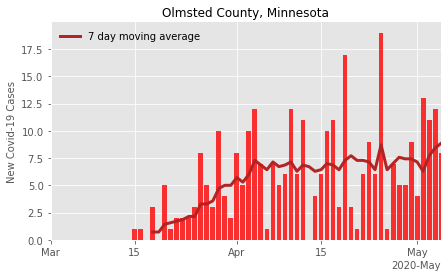 Olmsted County, Minnesota
7 day moving average
New Covid-19 Cases
17.5
15.0
12.5
10.0
7.5
5.0
2.5
0.0
Mar 15 Apr 15 May
2020-May